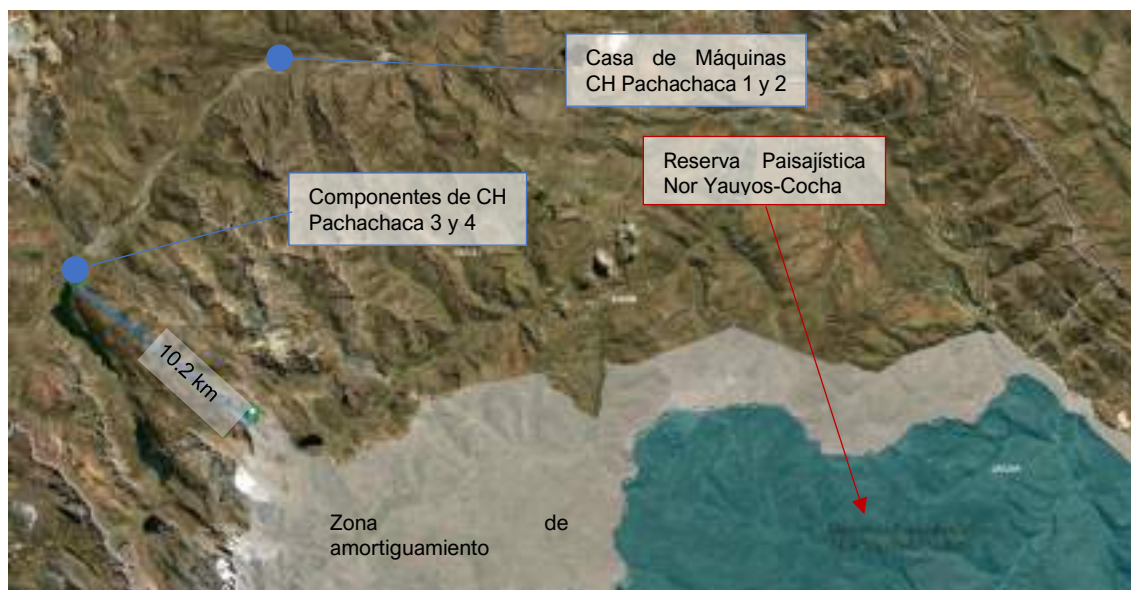 Casa de Máquinas
CH Pachachaca 1 y 2
Reserva Paisajística
Nor Yauyos-Cocha
Componentes de CH
Pachachaca 3 y 4
10.2 km
Zona de
amortiguamiento